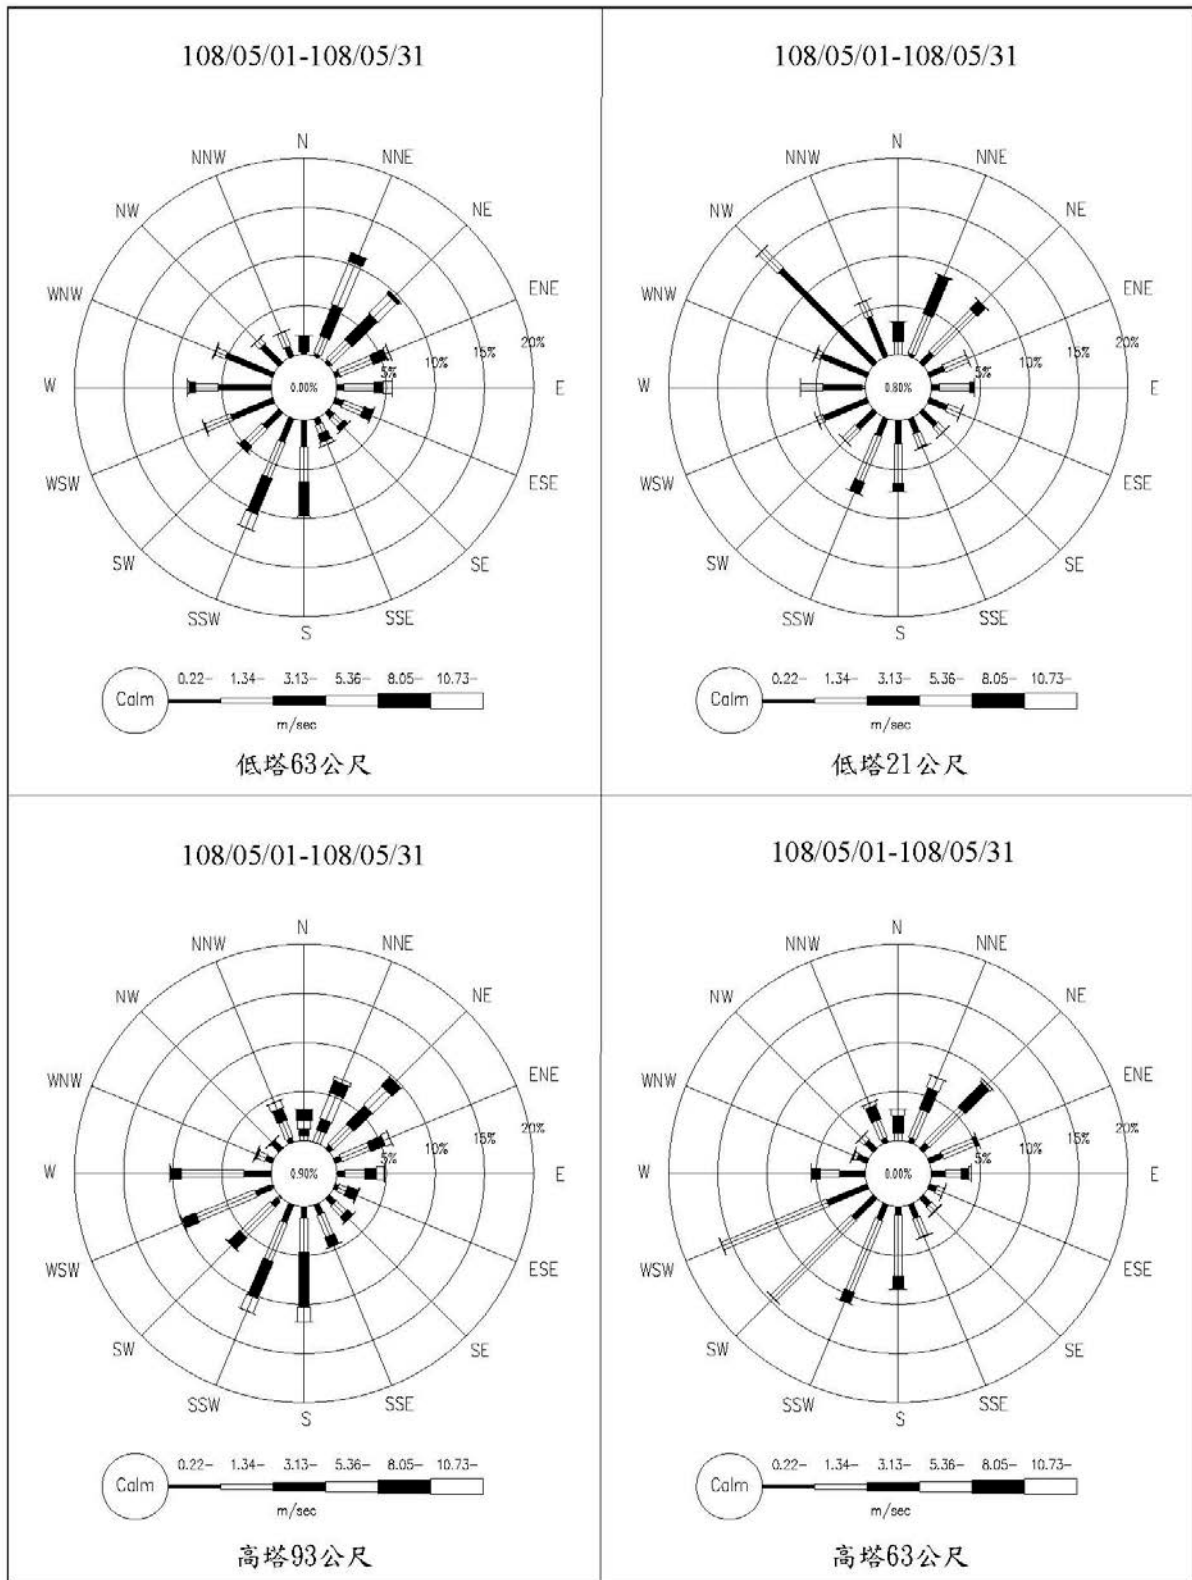 108/05/01-108/05/31
N
NNW NNE
NW NE
WNW ENE
20%
15%
10%
5%
W 0.00% E
WSW ESE
SW SE
SSW SSE
S
0.22- 1.34- 3.13- 5.36- 8.05- 10.73-
Calm
m/sec
低塔63公尺
108/05/01-108/05/31
N
NNW NNE
NW NE
WNW ENE
20%
15%
10%
5%
W 0.80% E
WSW ESE
SW SE
SSW SSE
S
0.22- 1.34- 3.13- 5.36- 8.05- 10.73-
Calm
m/sec
低塔21公尺
108/05/01-108/05/31
N
NNW NNE
NW NE
WNW ENE
20%
15%
10%
5%
W 0.90% E
WSW ESE
SW SE
SSW SSE
S
0.22- 1.34- 3.13- 5.36- 8.05- 10.73-
Calm
m/sec
高塔93公尺
108/05/01-108/05/31
N
NNW NNE
NW NE
WNW ENE
20%
15%
10%
5%
W 0.00% E
WSW ESE
SW SE
SSW SSE
S
0.22- 1.34- 3.13- 5.36- 8.05- 10.73-
Calm
m/sec
高塔63公尺